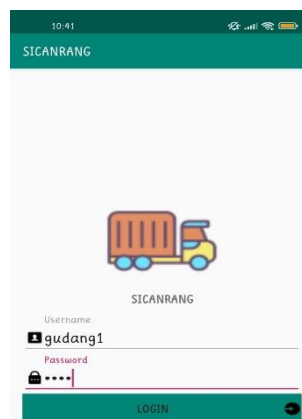 10:41
SICANRANG
SICANRANG
Username
gudang1
Password
••••
LOGIN